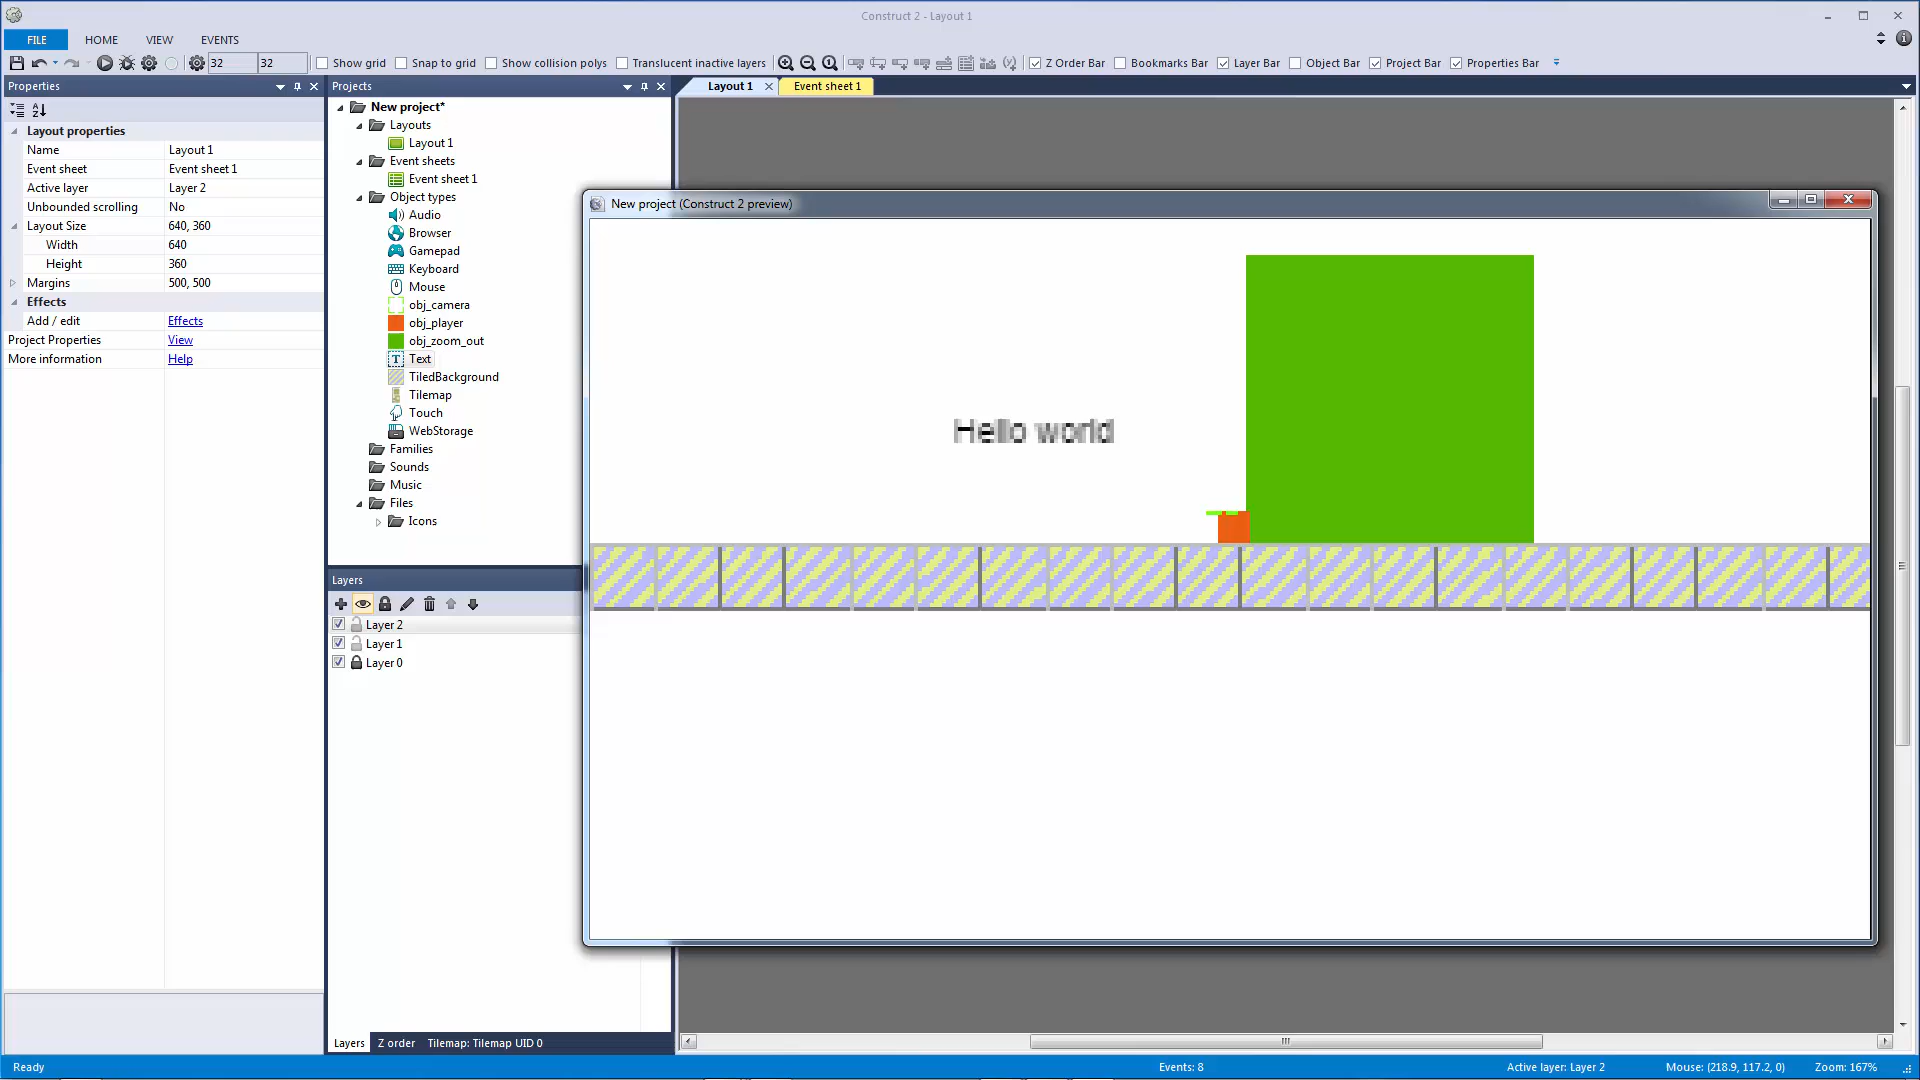 Construct 2 - Layout 1
FILE HOME VIEW EVENTS
32 32 Show grid Snap to grid Show collision polys Translucent inactive layers Z Order Bar Bookmarks Bar Layer Bar Object Bar Project Bar Properties Bar
Properties
Layout properties
Name Layout 1
Event sheet Event sheet 1
Active layer Layer 2
Unbounded scrolling No
Layout Size 640, 360
Width 640
Height 360
Margins 500, 500
Effects
Add / edit Effects
Project Properties View
More information Help
Projects
New project*
Layouts
Layout 1
Event sheets
Event sheet 1
Object types
Audio
Browser
Gamepad
Keyboard
Mouse
obj_camera
obj_player
obj_zoom_out
Text
TiledBackground
Tilemap
Touch
WebStorage
Families
Sounds
Music
Files
Icons
Layers
Layer 2
Layer 1
Layer 0
Layers Z order Tilemap: Tilemap UID 0
Layout 1 Event sheet 1
New project (Construct 2 preview)
Hello world
Ready Events: 8 Active layer: Layer 2 Mouse: (218.9, 117.2, 0) Zoom: 167%